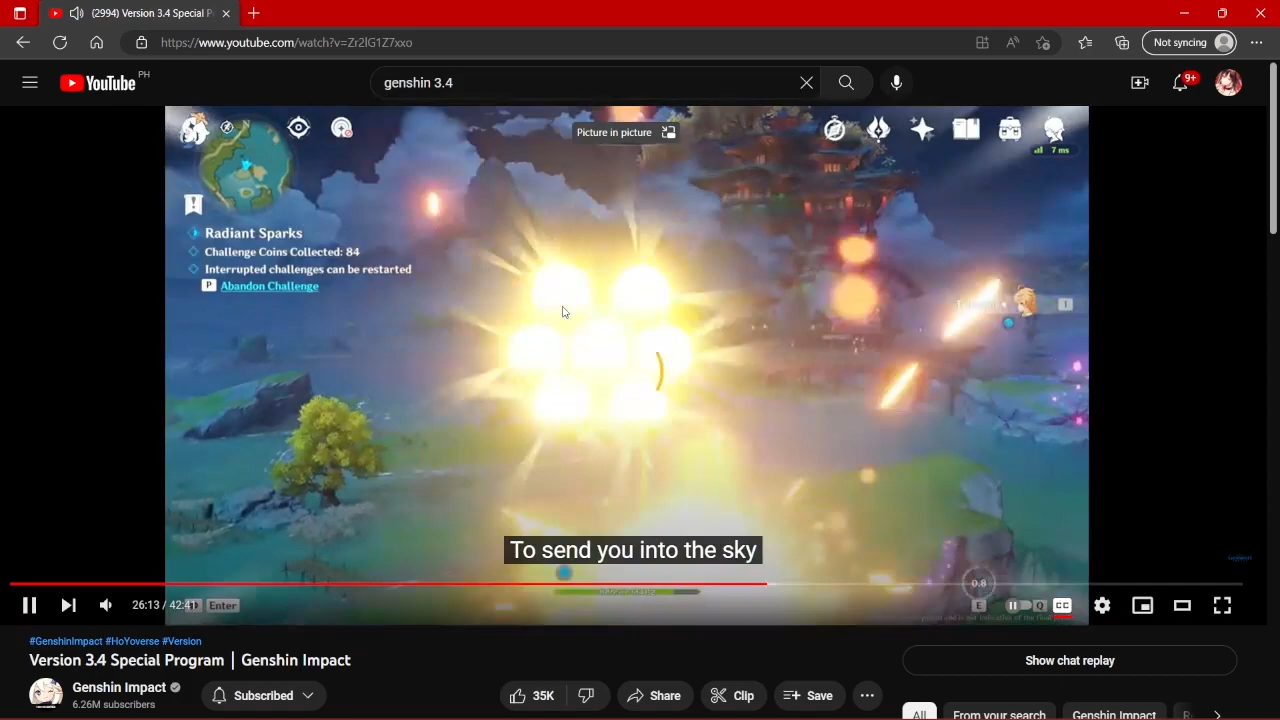 (2994) Version 3.4 Special P
https://www.youtube.com/watch?v=Zr2lG1Z7xxo
Not syncing
YouTube PH
genshin 3.4
9+
Picture in picture
7 ms
Radiant Sparks
Challenge Coins Collected: 84
Interrupted challenges can be restarted
P Abandon Challenge
1
To send you into the sky
0.8
26:13 / 42:41
Enter
E
Q
CC
#GenshinImpact #HoYoverse #Version
Version 3.4 Special Program | Genshin Impact
Show chat replay
Genshin Impact
6.26M subscribers
Subscribed
35K
Share
Clip
Save
All
From your search
Genshin Impact